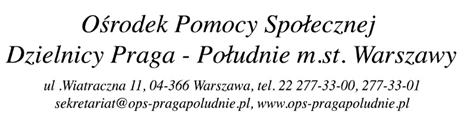 Ośrodek Pomocy Społecznej
Dzielnicy Praga - Południe m.st. Warszawy
ul .Wiatraczna 11, 04-366 Warszawa, tel. 22 277-33-00, 277-33-01
sekretariat@ops-pragapoludnie.pl, www.ops-pragapoludnie.pl